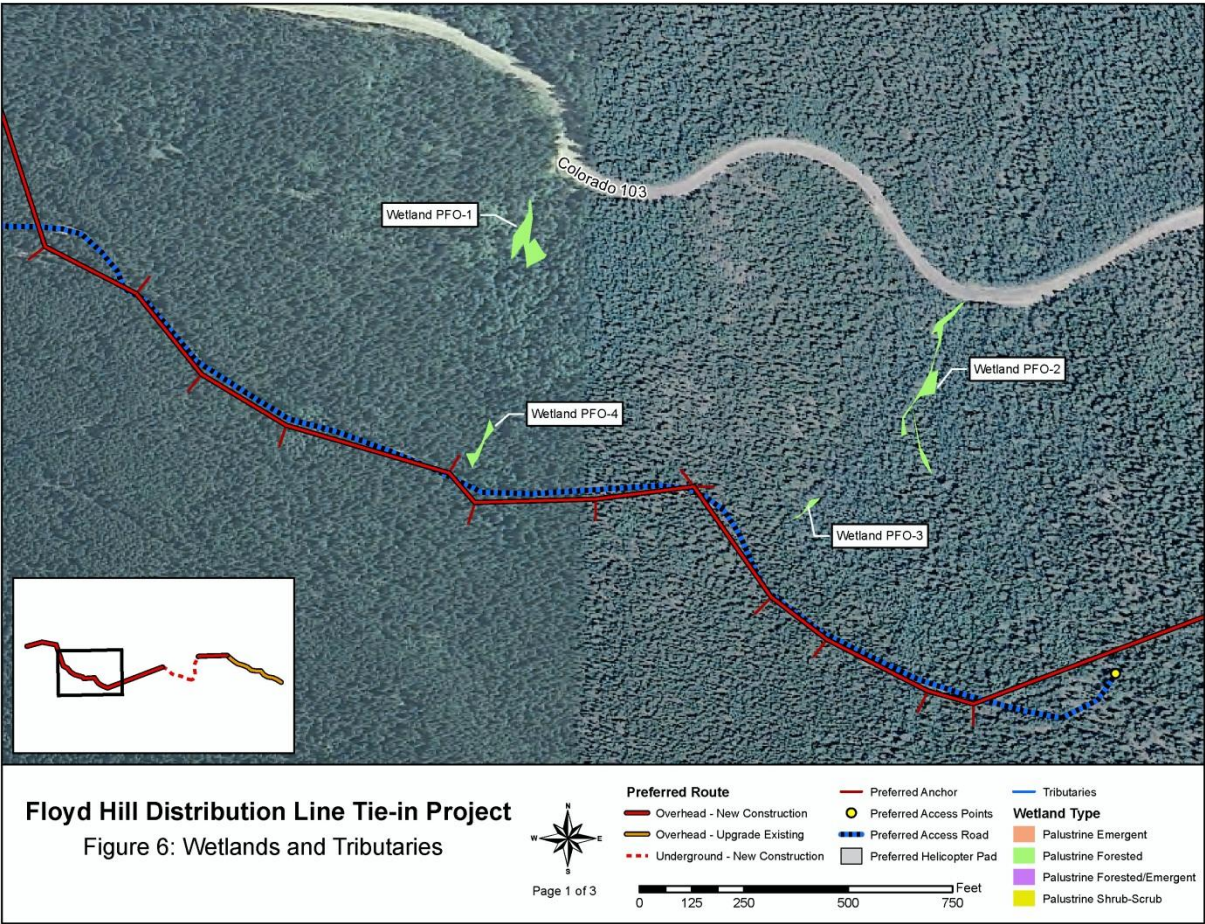 Colorado 103
Wetland PFO-1
Wetland PFO-2
Wetland PFO-4
Wetland PFO-3
Floyd Hill Distribution Line Tie-in Project
Figure 6: Wetlands and Tributaries
N
W
E
S
Page 1 of 3
Preferred Route
Overhead - New Construction
Overhead - Upgrade Existing
Underground - New Construction
Preferred Anchor
Preferred Access Points
Preferred Access Road
Preferred Helicopter Pad
Tributaries
Wetland Type
Palustrine Emergent
Palustrine Forested
Palustrine Forested/Emergent
Palustrine Shrub-Scrub
Feet
0 125 250 500 750